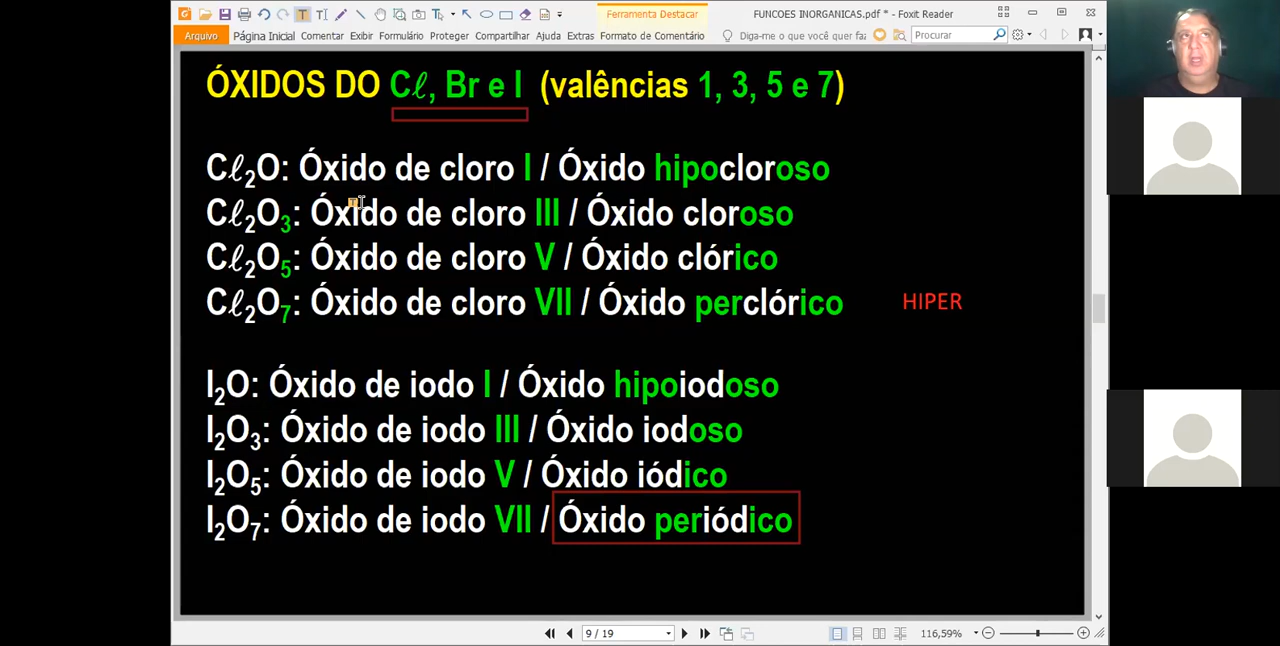 Ferramenta Destacar
FUNCOES INORGANICAS.pdf * - Foxit Reader
Arquivo Página Inicial Comentar Exibir Formulário Proteger Compartilhar Ajuda Extras Formato de Comentário Diga-me o que você faz Procurar
ÓXIDOS DO Cℓ, Br e I (valências 1, 3, 5 e 7)
Cℓ₂O: Óxido de cloro I / Óxido hipocloroso
Cℓ₂O₃: Óxido de cloro III / Óxido cloroso
Cℓ₂O₅: Óxido de cloro V / Óxido clórico
Cℓ₂O₇: Óxido de cloro VII / Óxido perclórico HIPER
I₂O: Óxido de iodo I / Óxido hipoiodoso
I₂O₃: Óxido de iodo III / Óxido iodoso
I₂O₅: Óxido de iodo V / Óxido iódico
I₂O₇: Óxido de iodo VII / Óxido periódico
9 / 19 116,59%